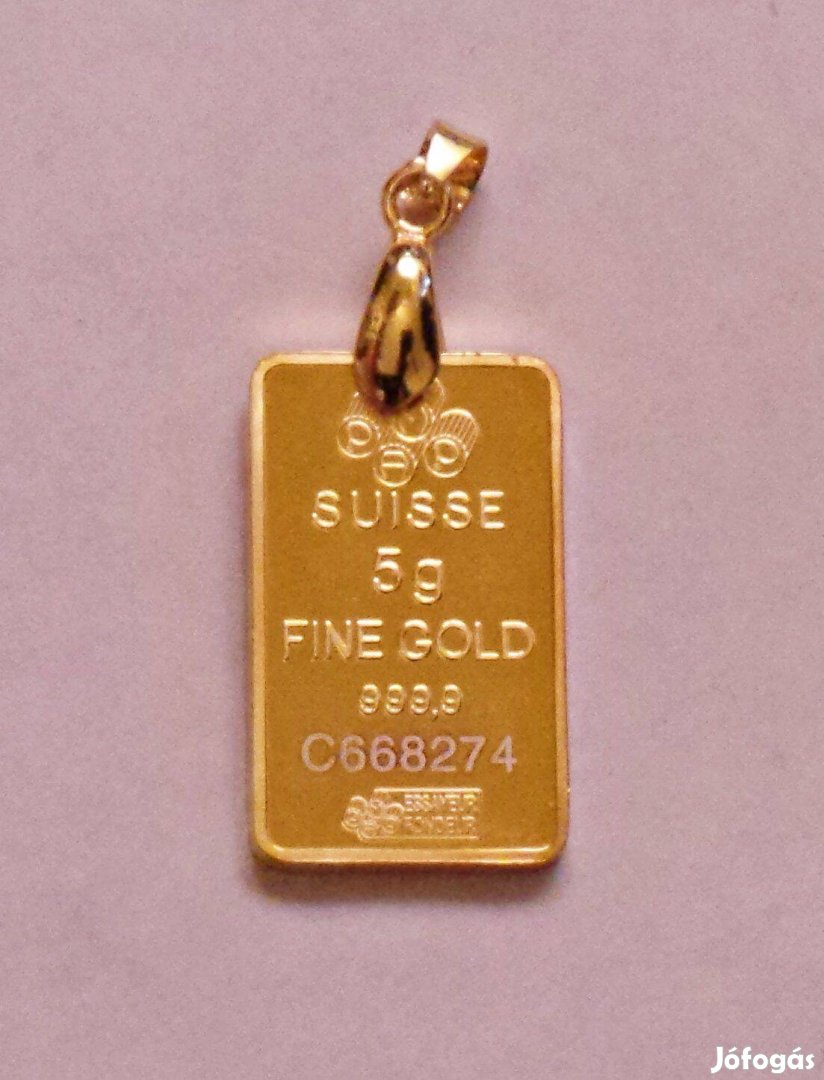 P A P
SUISSE
5g
FINE GOLD
999,9
C668274
ESSAYEUR
FONDEUR
Jófogás